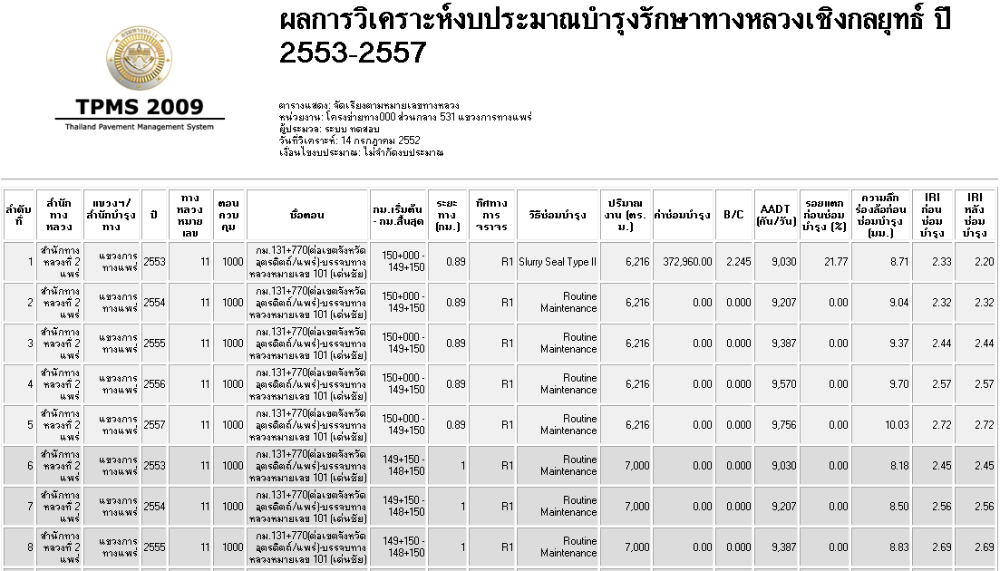 ผลการวิเคราะห์งบประมาณบำรุงรักษาทางหลวงเชิงกลยุทธ์ ปี
2553-2557
TPMS 2009
Thailand Pavement Management System
ตารางแสดง: จัดเรียงตามหมายเลขทางหลวง
หน่วยงาน: โครงข่ายทาง000 ส่วนกลาง 531 แขวงการทางแพร่
ผู้ประมวล: ระบบ ทดสอบ
วันที่วิเคราะห์: 14 กรกฎาคม 2552
เงื่อนไขงบประมาณ: ไม่จำกัดงบประมาณ
ลำดับที่ สำนักทางหลวง แขวงฯ/สำนักบำรุงทาง ปี ทางหลวงหมายเลข ตอนควบคุม ชื่อตอน กม.เริ่มต้น - กม.สิ้นสุด ระยะทาง (กม.) ทิศทางการจราจร วิธีซ่อมบำรุง ปริมาณงาน (ตร.ม.) ค่าซ่อมบำรุง B/C AADT (คัน/วัน) รอยแตกก่อนซ่อมบำรุง (%) ความลึกร่องล้อก่อนซ่อมบำรุง (มม.) IRI ก่อนซ่อมบำรุง IRI หลังซ่อมบำรุง
1 สำนักทางหลวงที่ 2 แพร่ แขวงการทางแพร่ 2553 11 1000 กม.131+770(ต่อเขตจังหวัดอุตรดิตถ์/แพร่)-บรรจบทางหลวงหมายเลข 101 (เด่นชัย) 150+000 - 149+150 0.89 R1 Slurry Seal Type II 6,216 372,960.00 2.245 9,030 21.77 8.71 2.33 2.20
2 สำนักทางหลวงที่ 2 แพร่ แขวงการทางแพร่ 2554 11 1000 กม.131+770(ต่อเขตจังหวัดอุตรดิตถ์/แพร่)-บรรจบทางหลวงหมายเลข 101 (เด่นชัย) 150+000 - 149+150 0.89 R1 Routine Maintenance 6,216 0.00 0.000 9,207 0.00 9.04 2.32 2.32
3 สำนักทางหลวงที่ 2 แพร่ แขวงการทางแพร่ 2555 11 1000 กม.131+770(ต่อเขตจังหวัดอุตรดิตถ์/แพร่)-บรรจบทางหลวงหมายเลข 101 (เด่นชัย) 150+000 - 149+150 0.89 R1 Routine Maintenance 6,216 0.00 0.000 9,387 0.00 9.37 2.44 2.44
4 สำนักทางหลวงที่ 2 แพร่ แขวงการทางแพร่ 2556 11 1000 กม.131+770(ต่อเขตจังหวัดอุตรดิตถ์/แพร่)-บรรจบทางหลวงหมายเลข 101 (เด่นชัย) 150+000 - 149+150 0.89 R1 Routine Maintenance 6,216 0.00 0.000 9,570 0.00 9.70 2.57 2.57
5 สำนักทางหลวงที่ 2 แพร่ แขวงการทางแพร่ 2557 11 1000 กม.131+770(ต่อเขตจังหวัดอุตรดิตถ์/แพร่)-บรรจบทางหลวงหมายเลข 101 (เด่นชัย) 150+000 - 149+150 0.89 R1 Routine Maintenance 6,216 0.00 0.000 9,756 0.00 10.03 2.72 2.72
6 สำนักทางหลวงที่ 2 แพร่ แขวงการทางแพร่ 2553 11 1000 กม.131+770(ต่อเขตจังหวัดอุตรดิตถ์/แพร่)-บรรจบทางหลวงหมายเลข 101 (เด่นชัย) 149+150 - 148+150 1 R1 Routine Maintenance 7,000 0.00 0.000 9,030 0.00 8.18 2.45 2.45
7 สำนักทางหลวงที่ 2 แพร่ แขวงการทางแพร่ 2554 11 1000 กม.131+770(ต่อเขตจังหวัดอุตรดิตถ์/แพร่)-บรรจบทางหลวงหมายเลข 101 (เด่นชัย) 149+150 - 148+150 1 R1 Routine Maintenance 7,000 0.00 0.000 9,207 0.00 8.50 2.56 2.56
8 สำนักทางหลวงที่ 2 แพร่ แขวงการทางแพร่ 2555 11 1000 กม.131+770(ต่อเขตจังหวัดอุตรดิตถ์/แพร่)-บรรจบทางหลวงหมายเลข 101 (เด่นชัย) 149+150 - 148+150 1 R1 Routine Maintenance 7,000 0.00 0.000 9,387 0.00 8.83 2.69 2.69